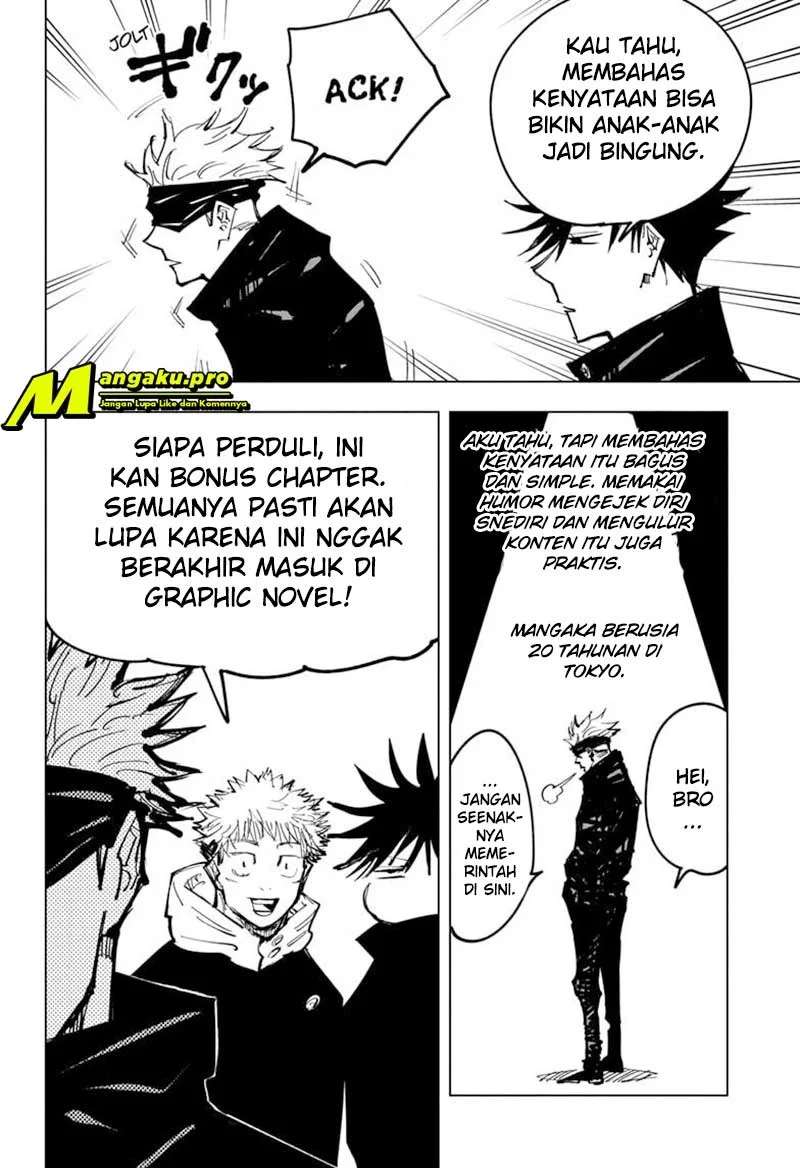 KAU TAHU,
MEMBAHAS
KENYATAAN BISA
BIKIN ANAK-ANAK
JADI BINGUNG.
ACK!
JOLT
ギクッ
AKU TAHU, TAPI MEMBAHAS
KENYATAAN ITU BAGUS
DAN SIMPLE. MEMAKAI
HUMOR MENGEJEK DIRI
SNEDIRI DAN MENGULUR
KONTEN ITU JUGA
PRAKTIS.
MANGAKA BERUSIA
20 TAHUNAN DI
TOKYO.
HEI,
BRO
...
...
JANGAN
SEENAK-
NYA
MEME-
RINTAH
DI SINI.
SIAPA PERDULI, INI
KAN BONUS CHAPTER.
SEMUANYA PASTI AKAN
LUPA KARENA INI NGGAK
BERAKHIR MASUK DI
GRAPHIC NOVEL!
Mangaku.pro
Jangan Lupa Like dan Komennya